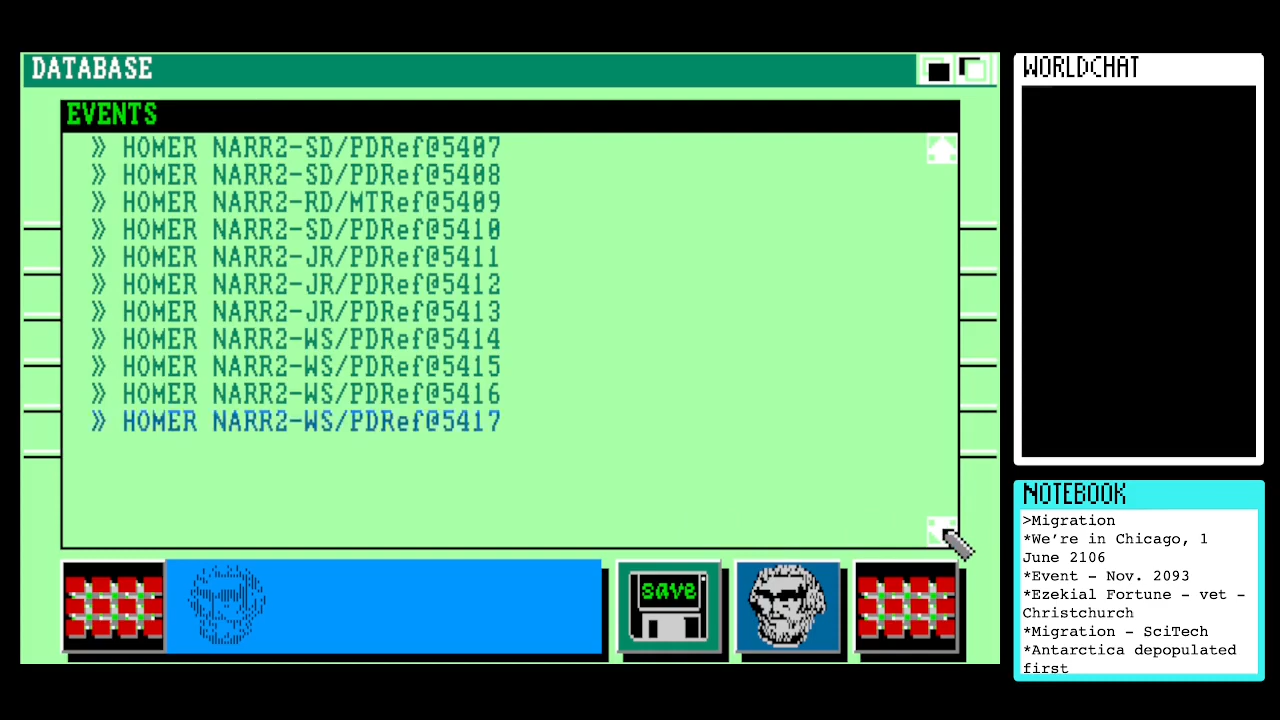 DATABASE
EVENTS
» HOMER NARR2-SD/PDRef@5407
» HOMER NARR2-SD/PDRef@5408
» HOMER NARR2-RD/MTRef@5409
» HOMER NARR2-SD/PDRef@5410
» HOMER NARR2-JR/PDRef@5411
» HOMER NARR2-JR/PDRef@5412
» HOMER NARR2-JR/PDRef@5413
» HOMER NARR2-WS/PDRef@5414
» HOMER NARR2-WS/PDRef@5415
» HOMER NARR2-WS/PDRef@5416
» HOMER NARR2-WS/PDRef@5417
save
WORLDCHAT
NOTEBOOK
>Migration
*We're in Chicago, 1
June 2106
*Event - Nov. 2093
*Ezekial Fortune - vet -
Christchurch
*Migration - SciTech
*Antarctica depopulated
first